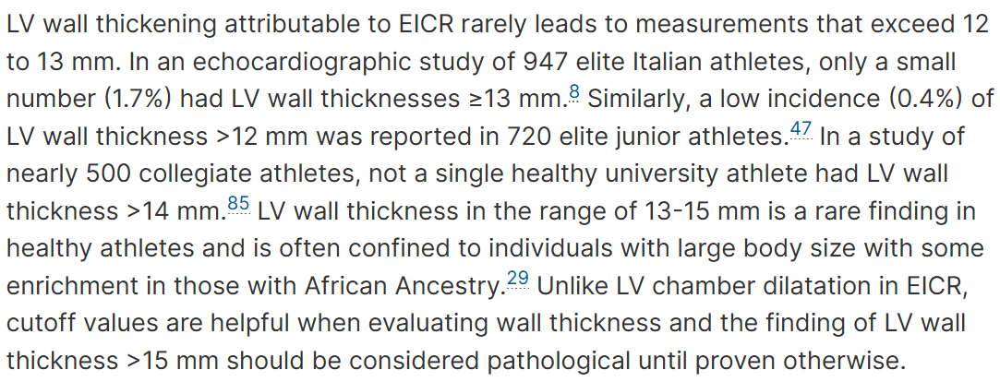 LV wall thickening attributable to EICR rarely leads to measurements that exceed 12
to 13 mm. In an echocardiographic study of 947 elite Italian athletes, only a small
number (1.7%) had LV wall thicknesses ≥13 mm.8 Similarly, a low incidence (0.4%) of
LV wall thickness >12 mm was reported in 720 elite junior athletes.47 In a study of
nearly 500 collegiate athletes, not a single healthy university athlete had LV wall
thickness >14 mm.85 LV wall thickness in the range of 13-15 mm is a rare finding in
healthy athletes and is often confined to individuals with large body size with some
enrichment in those with African Ancestry.29 Unlike LV chamber dilatation in EICR,
cutoff values are helpful when evaluating wall thickness and the finding of LV wall
thickness >15 mm should be considered pathological until proven otherwise.